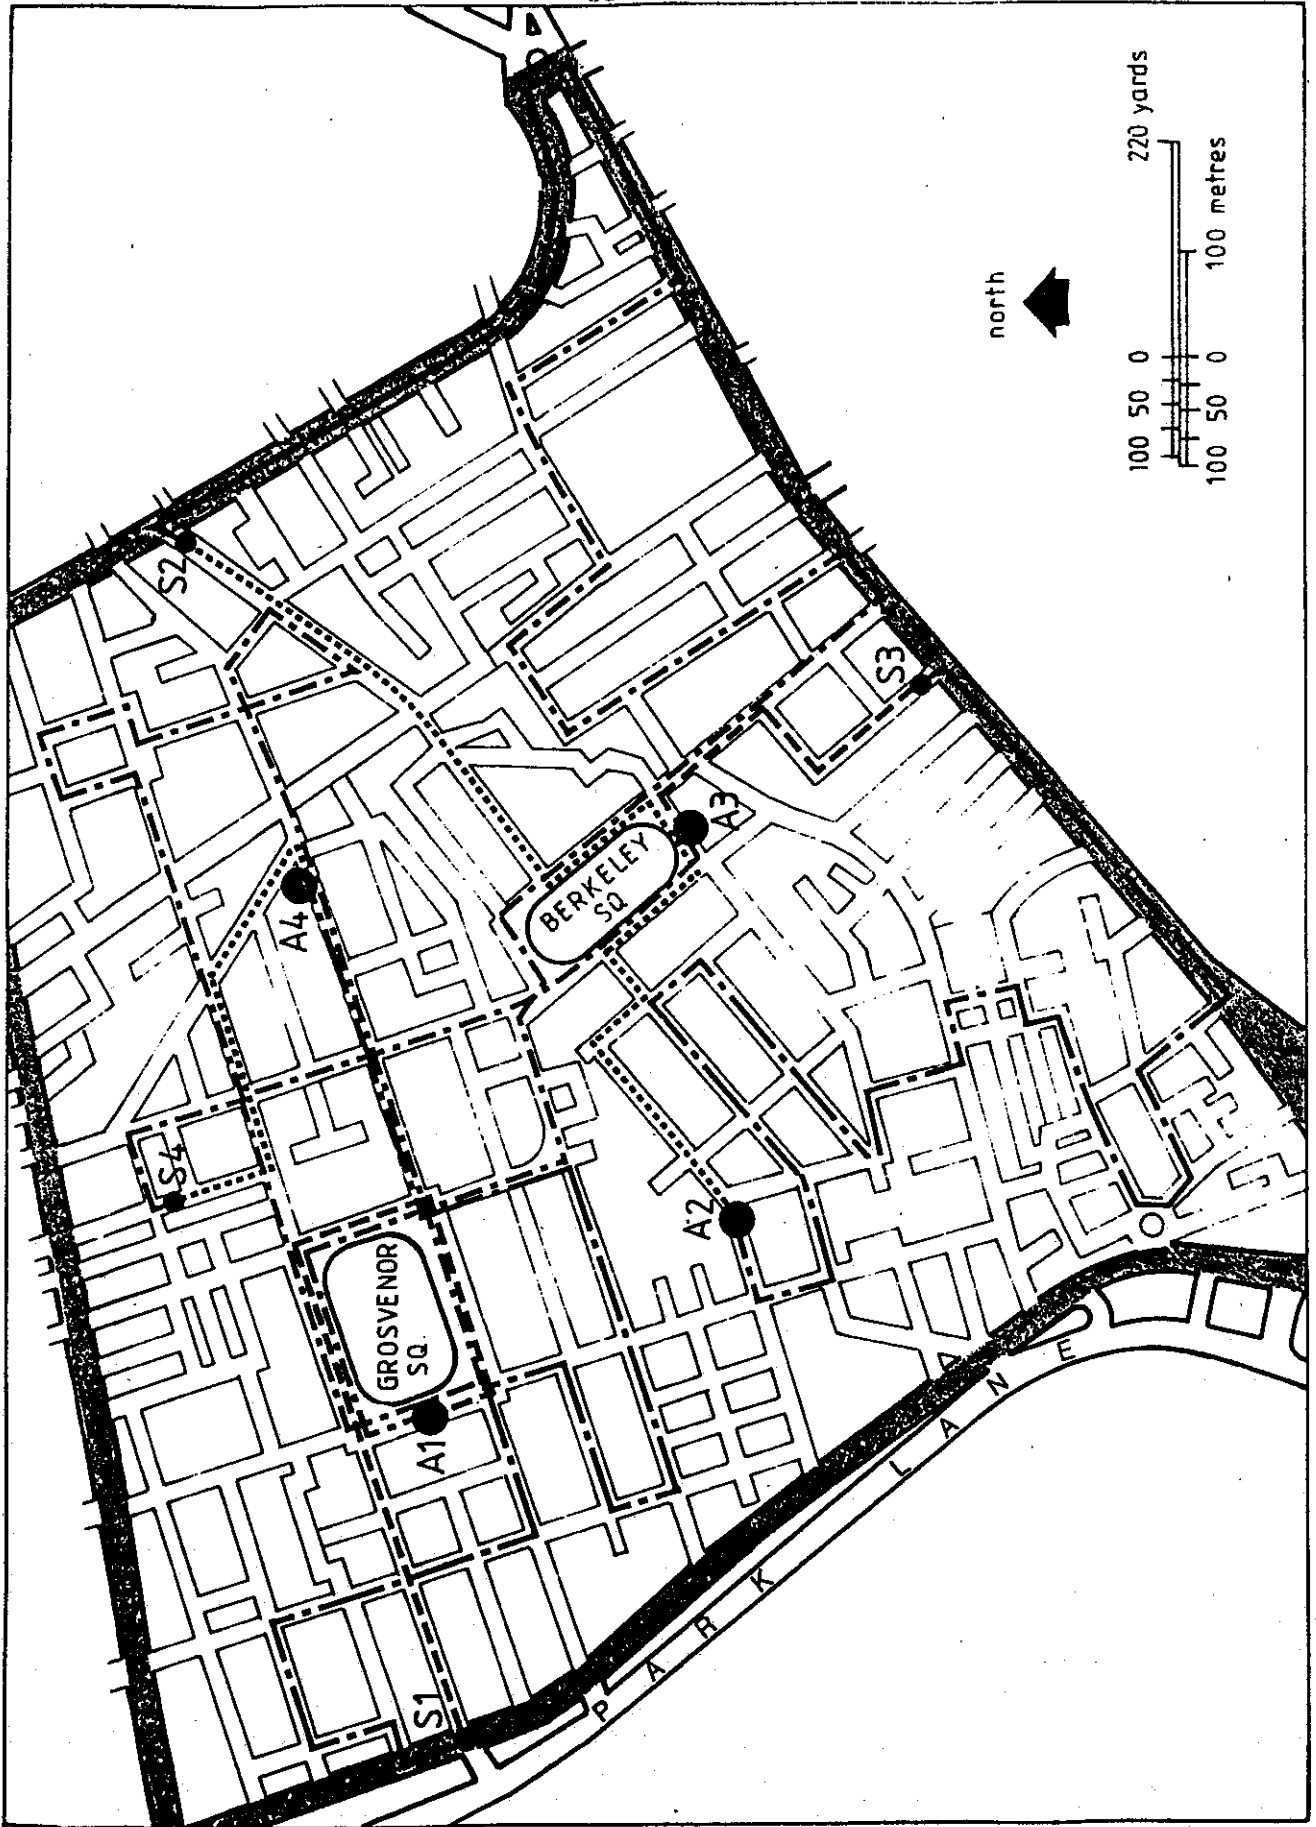 S2
S4
A4
GROSVENOR
SQ
A1
S1
BERKELEY
SQ
A3
S3
A2
PARK LANE
north
100 50 0 220 yards
100 50 0 100 metres